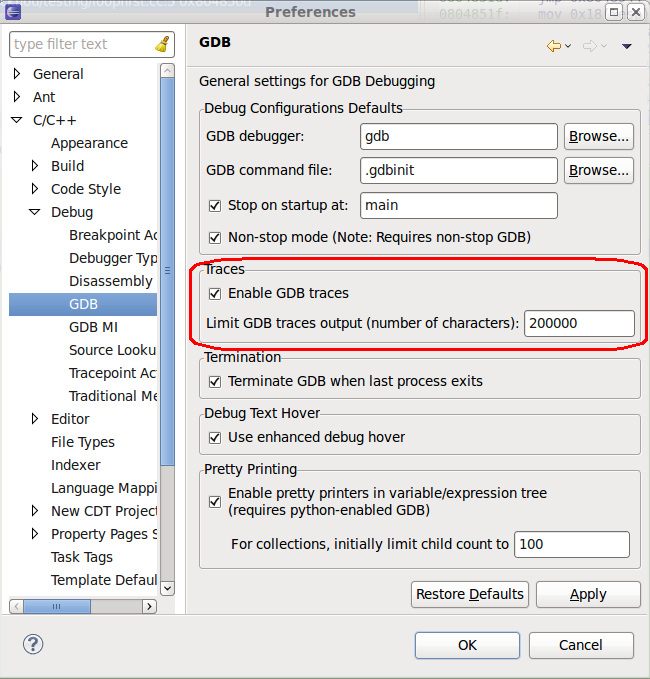 Preferences
type filter text
General
Ant
C/C++
Appearance
Build
Code Style
Debug
Breakpoint Ac
Debugger Typ
Disassembly
GDB
GDB MI
Source Looku
Tracepoint Ac
Traditional Me
Editor
File Types
Indexer
Language Mappi
New CDT Project
Property Pages S
Task Tags
Template Defaul
GDB
General settings for GDB Debugging
Debug Configurations Defaults
GDB debugger: gdb Browse...
GDB command file: .gdbinit Browse...
Stop on startup at: main
Non-stop mode (Note: Requires non-stop GDB)
Traces
Enable GDB traces
Limit GDB traces output (number of characters): 200000
Termination
Terminate GDB when last process exits
Debug Text Hover
Use enhanced debug hover
Pretty Printing
Enable pretty printers in variable/expression tree
(requires python-enabled GDB)
For collections, initially limit child count to 100
Restore Defaults Apply
? OK Cancel